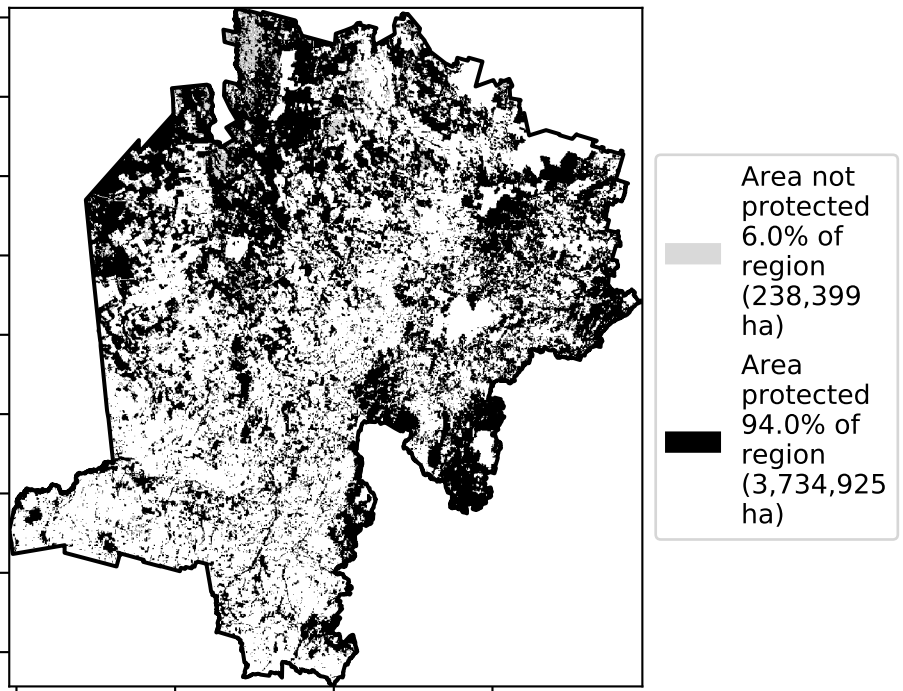 Area not
protected
6.0% of
region
(238,399
ha)
Area
protected
94.0% of
region
(3,734,925
ha)